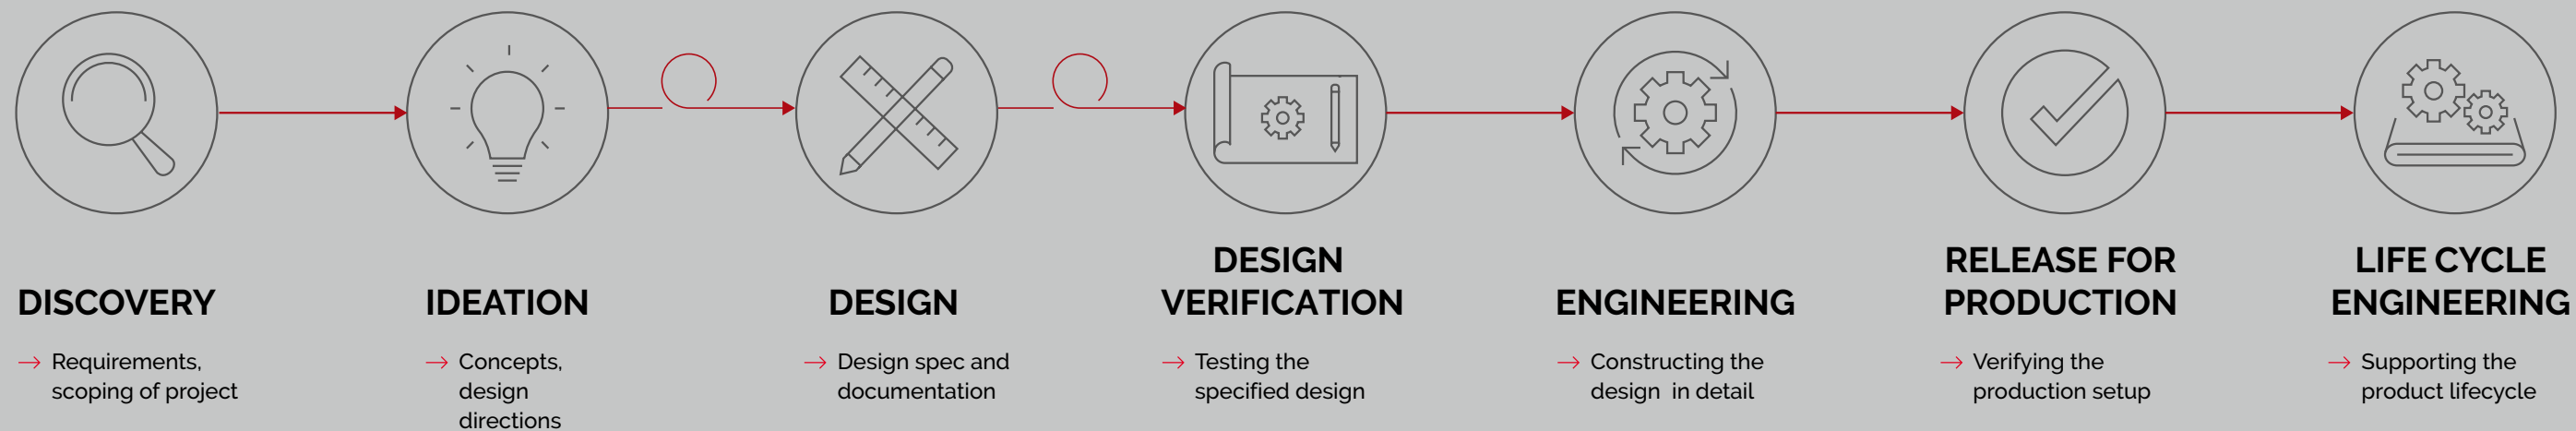 DISCOVERY
Requirements,
scoping of project
IDEATION
Concepts,
design
directions
DESIGN
Design spec and
documentation
DESIGN
VERIFICATION
Testing the
specified design
ENGINEERING
Constructing the
design in detail
RELEASE FOR
PRODUCTION
Verifying the
production setup
LIFE CYCLE
ENGINEERING
Supporting the
product lifecycle